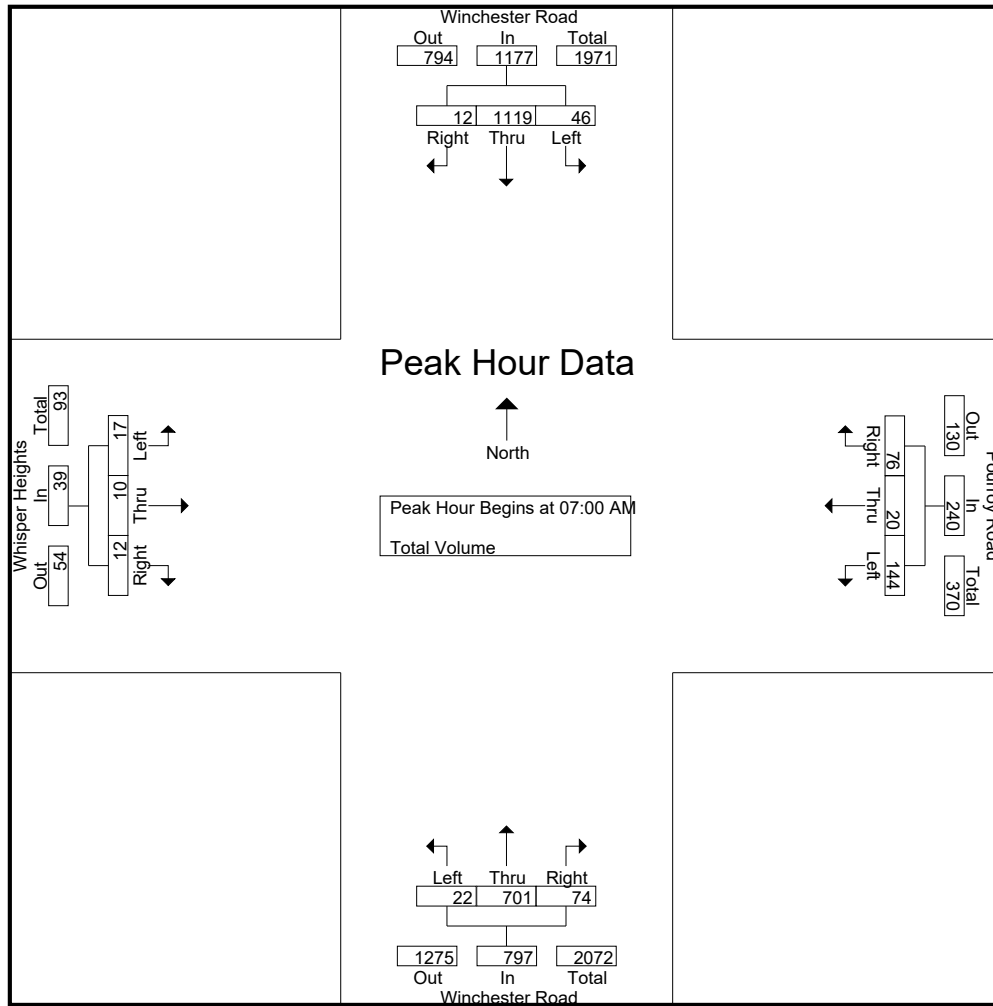 Winchester Road
Out In Total
794 1177 1971
12 1119 46
Right Thru Left
Peak Hour Data
North
Peak Hour Begins at 07:00 AM
Total Volume
Whisper Heights
Total In Out
93 39 54
17 10 12
Left Thru Right
Right Thru Left
76 20 144
Out In Total
130 240 370
Road
Left Thru Right
22 701 74
1275 797 2072
Out In Total
Winchester Road